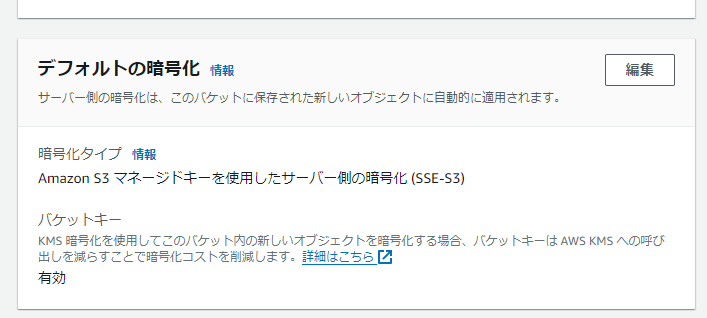 デフォルトの暗号化 情報
編集
サーバー側の暗号化は、このバケットに保存された新しいオブジェクトに自動的に適用されます。
暗号化タイプ 情報
Amazon S3 マネージドキーを使用したサーバー側の暗号化 (SSE-S3)
バケットキー
KMS 暗号化を使用してこのバケット内の新しいオブジェクトを暗号化する場合、バケットキーは AWS KMS への呼び
出しを減らすことで暗号化コストを削減します。詳細はこちら
有効